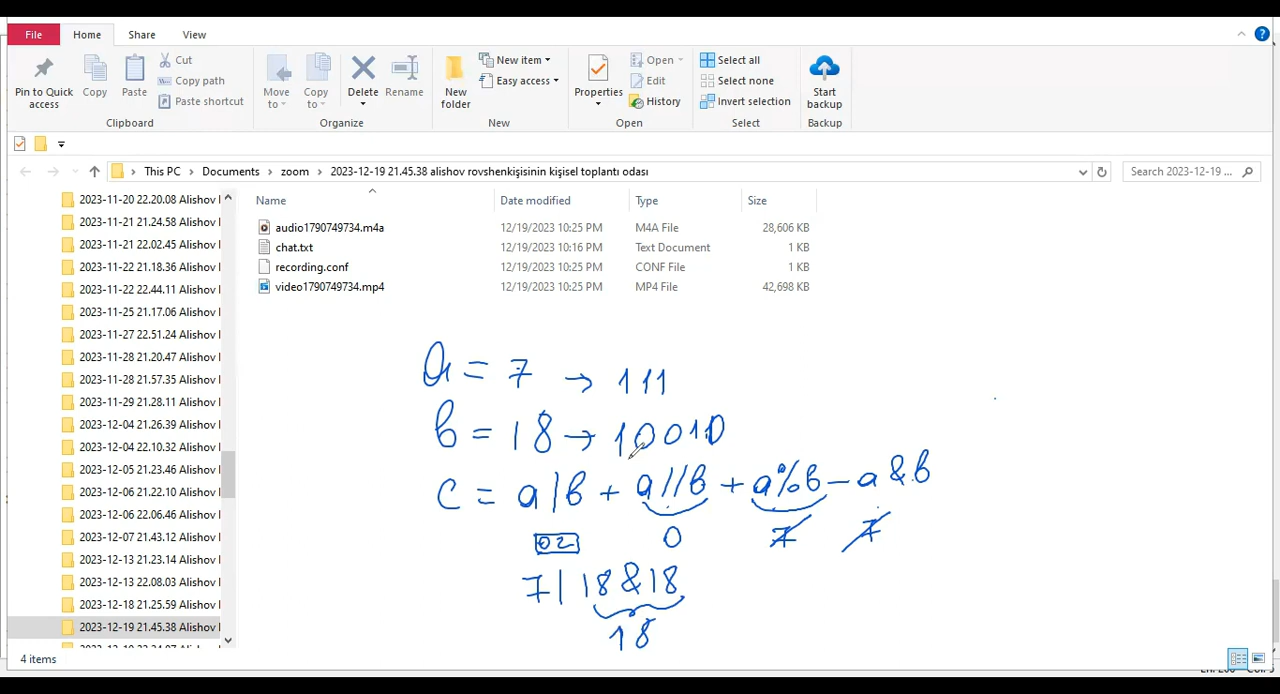 File Home Share View
Pin to Quick access Copy Paste Cut Copy path Paste shortcut Move to Copy to Delete Rename New folder New item Easy access Properties Open Edit History Select all Select none Invert selection Start backup
Clipboard Organize New Open Select Backup
This PC Documents zoom 2023-12-19 21.45.38 alishov rovshenkişisinin kişisel toplantı odası Search 2023-12-19 ...
Name Date modified Type Size
2023-11-20 22.20.08 Alishov
2023-11-21 21.24.58 Alishov
2023-11-21 22.02.45 Alishov
2023-11-22 21.18.36 Alishov
2023-11-22 22.44.11 Alishov
2023-11-25 21.17.06 Alishov
2023-11-27 22.51.24 Alishov
2023-11-28 21.20.47 Alishov
2023-11-28 21.57.35 Alishov
2023-11-29 21.28.11 Alishov
2023-12-04 21.26.39 Alishov
2023-12-04 22.10.32 Alishov
2023-12-05 21.23.46 Alishov
2023-12-06 21.22.10 Alishov
2023-12-06 22.06.46 Alishov
2023-12-07 21.43.12 Alishov
2023-12-13 21.23.14 Alishov
2023-12-13 22.08.03 Alishov
2023-12-18 21.25.59 Alishov
2023-12-19 21.45.38 Alishov
audio1790749734.m4a 12/19/2023 10:25 PM M4A File 28,606 KB
chat.txt 12/19/2023 10:16 PM Text Document 1 KB
recording.conf 12/19/2023 10:25 PM CONF File 1 KB
video1790749734.mp4 12/19/2023 10:25 PM MP4 File 42,698 KB
a = 7 → 111
b = 18 → 10010
c = a | b + a//b + a%b - a & b
02 0 7 7
7 | 18 & 18
18
4 items